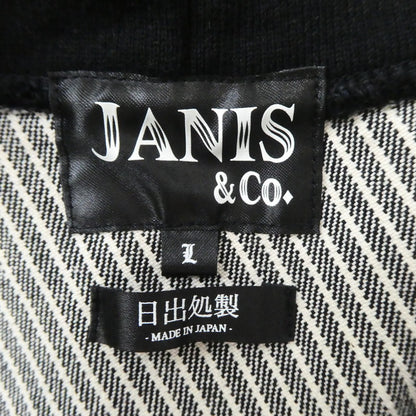 JANIS
& Co.
L
日出処製
- MADE IN JAPAN -